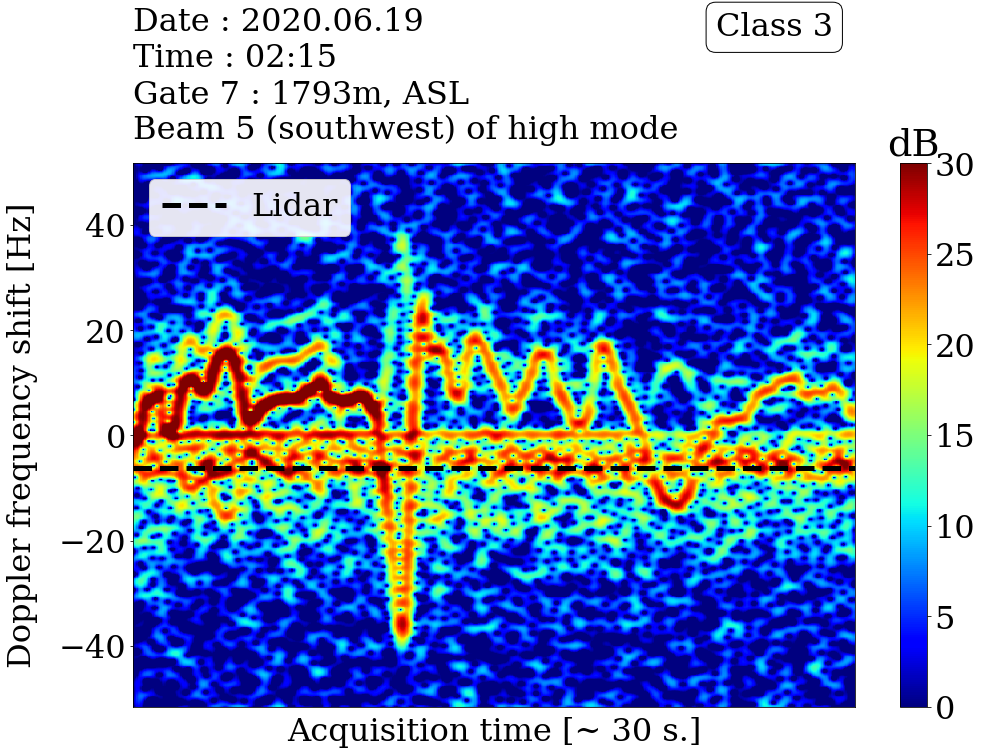 Date : 2020.06.19
Time : 02:15
Gate 7 : 1793m, ASL
Beam 5 (southwest) of high mode
Class 3
Lidar
Doppler frequency shift [Hz]
40
20
0
−20
−40
Acquisition time [~ 30 s.]
dB
30
25
20
15
10
5
0